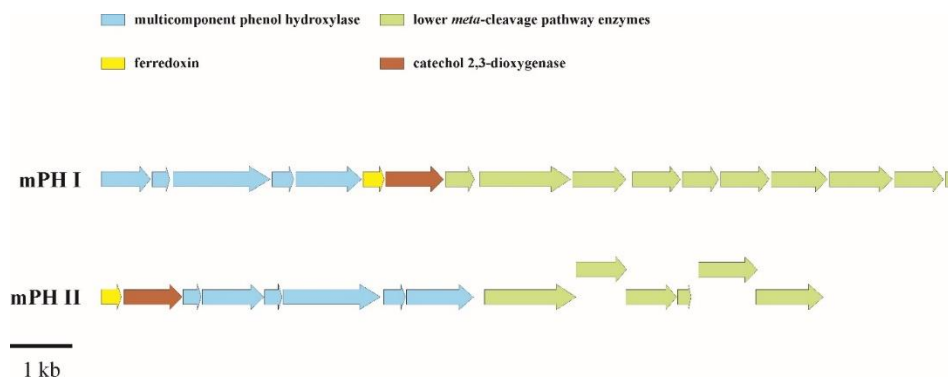 multicomponent phenol hydroxylase
lower meta-cleavage pathway enzymes
ferredoxin
catechol 2,3-dioxygenase
mPH I
mPH II
1 kb